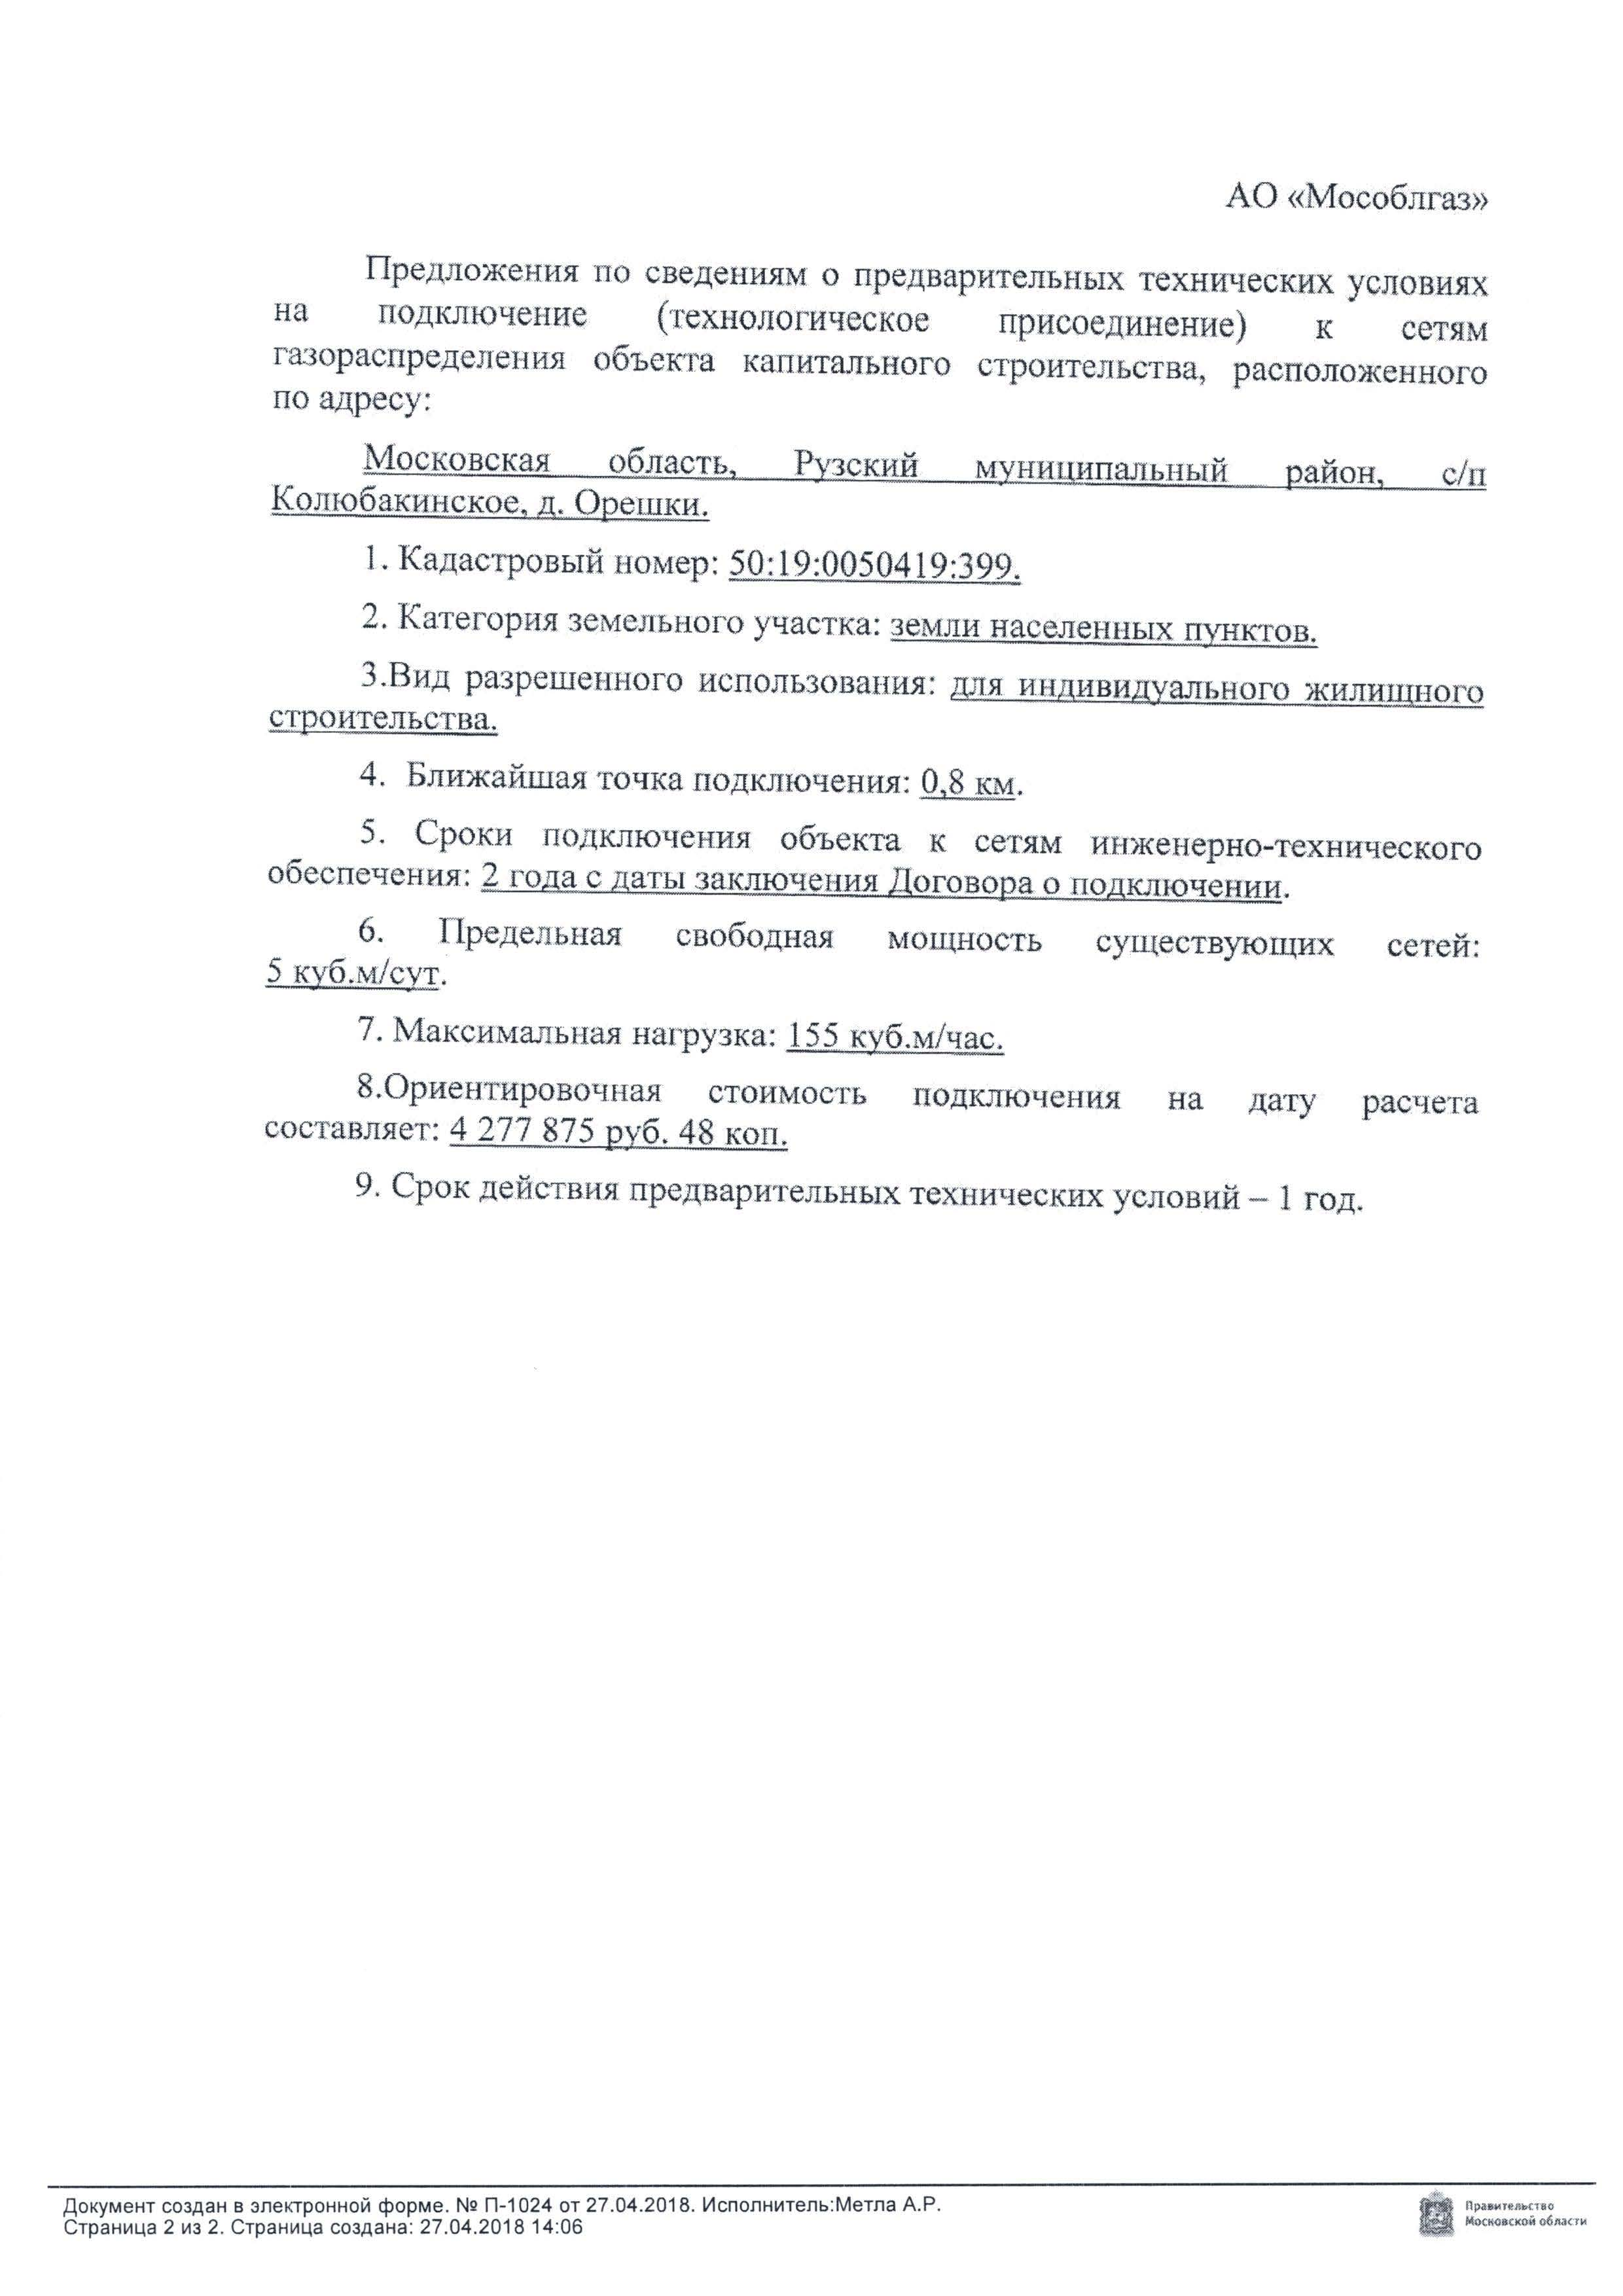 АО «Мособлгаз»
Предложения по сведениям о предварительных технических условиях
на подключение (технологическое присоединение) к сетям
газораспределения объекта капитального строительства, расположенного
по адресу:
Московская область, Рузский муниципальный район, с/п
Колюбакинское, д. Орешки.
1. Кадастровый номер: 50:19:0050419:399.
2. Категория земельного участка: земли населенных пунктов.
3.Вид разрешенного использования: для индивидуального жилищного
строительства.
4. Ближайшая точка подключения: 0,8 км.
5. Сроки подключения объекта к сетям инженерно-технического
обеспечения: 2 года с даты заключения Договора о подключении.
6. Предельная свободная мощность существующих сетей:
5 куб.м/сут.
7. Максимальная нагрузка: 155 куб.м/час.
8.Ориентировочная стоимость подключения на дату расчета
составляет: 4 277 875 руб. 48 коп.
9. Срок действия предварительных технических условий – 1 год.
Документ создан в электронной форме. № П-1024 от 27.04.2018. Исполнитель:Метла А.Р.
Страница 2 из 2. Страница создана: 27.04.2018 14:06
Правительство
Московской области